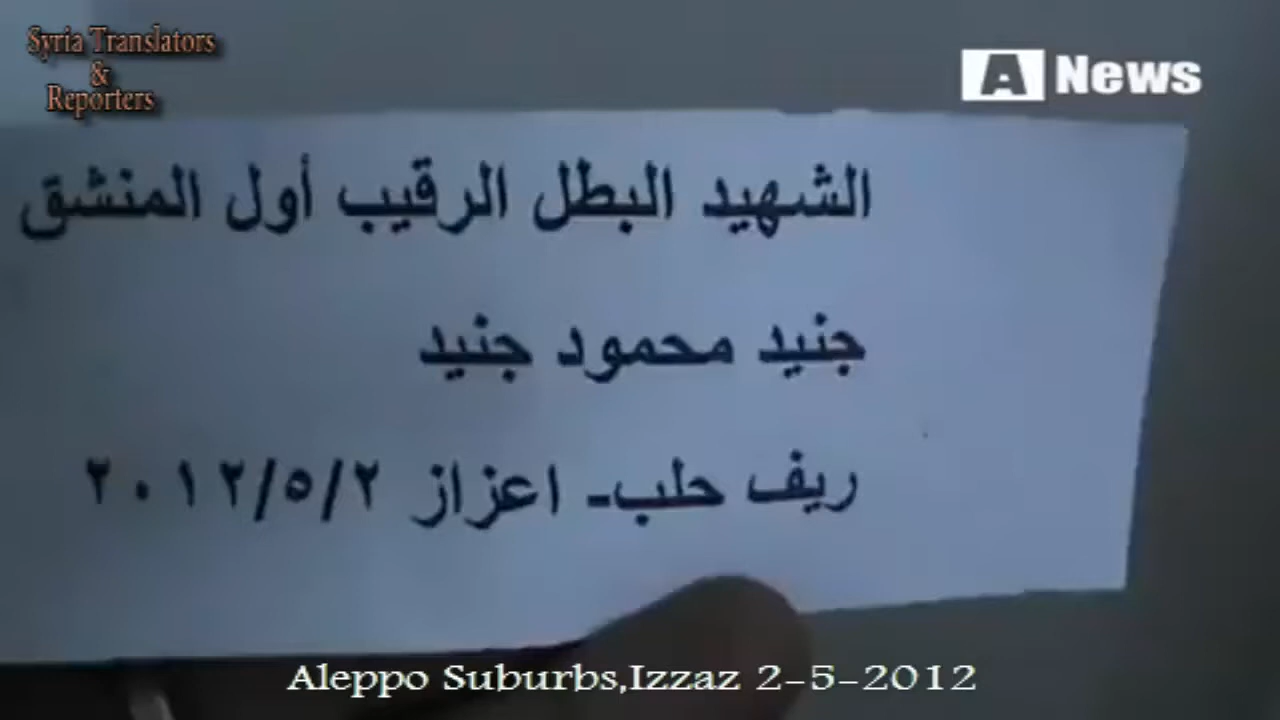 Syria Translators
&
Reporters
A News
الشهيد البطل الرقيب أول المنشق
جنيد محمود جنيد
ريف حلب- اعزاز ٢٠١٢/٥/٢
Aleppo Suburbs,Izzaz 2-5-2012